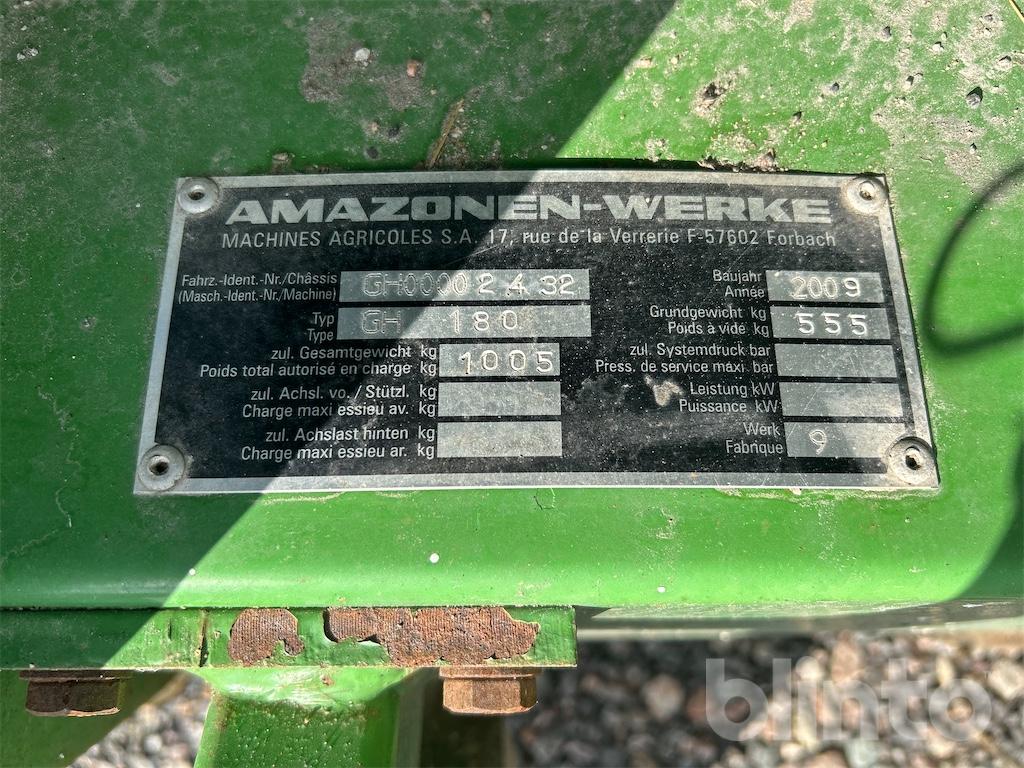 AMAZONEN-WERKE
MACHINES AGRICOLES S.A. 17, rue de la Verrerie F-57602 Forbach
Fahrz.-Ident.-Nr./Châssis
(Masch.-Ident.-Nr./Machine) GH00002432
Typ
Type GH 180
zul. Gesamtgewicht kg
Poids total autorisé en charge kg 1005
zul. Achsl. vo. / Stützl. kg
Charge maxi essieu av. kg
zul. Achslast hinten kg
Charge maxi essieu ar. kg
Baujahr
Année 2009
Grundgewicht kg
Poids à vide kg 555
zul. Systemdruck bar
Press. de service maxi. bar
Leistung kW
Puissance kW
Werk
Fabrique 9
blinto